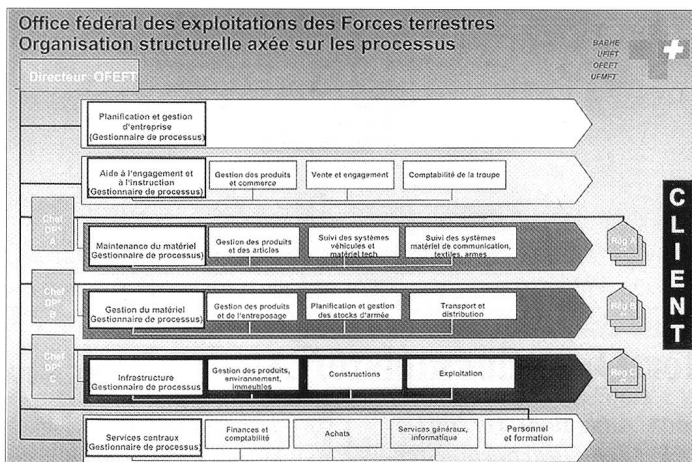 Office fédéral des exploitations des Forces terrestres
Organisation structurelle axée sur les processus
BABHE
UFIFT
OFEFT
UFMFT
Directeur OFEFT
Planification et gestion
d'entreprise
(Gestionnaire de processus)
Aide à l'engagement et
à l'instruction
(Gestionnaire de processus)
Gestion des produits
et commerce
Vente et engagement
Comptabilité de la troupe
CLIENT
Chef
DP
A
Maintenance du matériel
Gestionnaire de processus)
Gestion des produits
et des articles
Suivi des systèmes
véhicules et
matériel tech.
Suivi des systèmes
matériel de communication,
textiles, armes
Rég A
Chef
DP
B
Gestion du matériel
Gestionnaire de processus)
Gestion des produits
et de l'entreposage
Planification et gestion
des stocks d'armée
Transport et
distribution
Rég B
Chef
DP
C
Infrastructure
Gestionnaire de processus
Gestion des produits,
environnement,
immeubles
Constructions
Exploitation
Rég C
Services centraux
Gestionnaire de processus)
Finances et
comptabilité
Achats
Services généraux,
informatique
Personnel
et formation